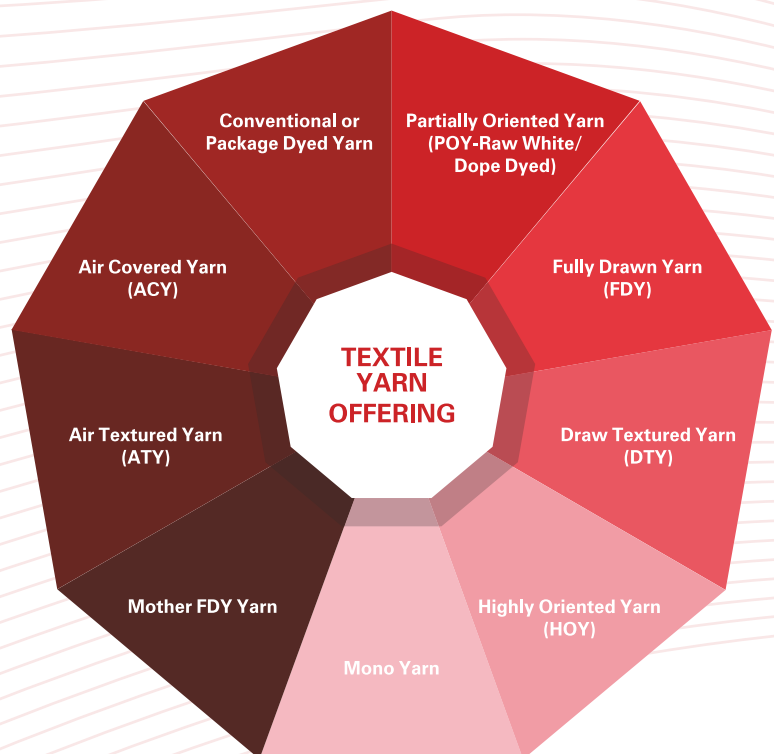 Conventional or
Package Dyed Yarn
Partially Oriented Yarn
(POY-Raw White/
Dope Dyed)
Air Covered Yarn
(ACY)
Fully Drawn Yarn
(FDY)
TEXTILE
YARN
OFFERING
Air Textured Yarn
(ATY)
Draw Textured Yarn
(DTY)
Mother FDY Yarn
Highly Oriented Yarn
(HOY)
Mono Yarn